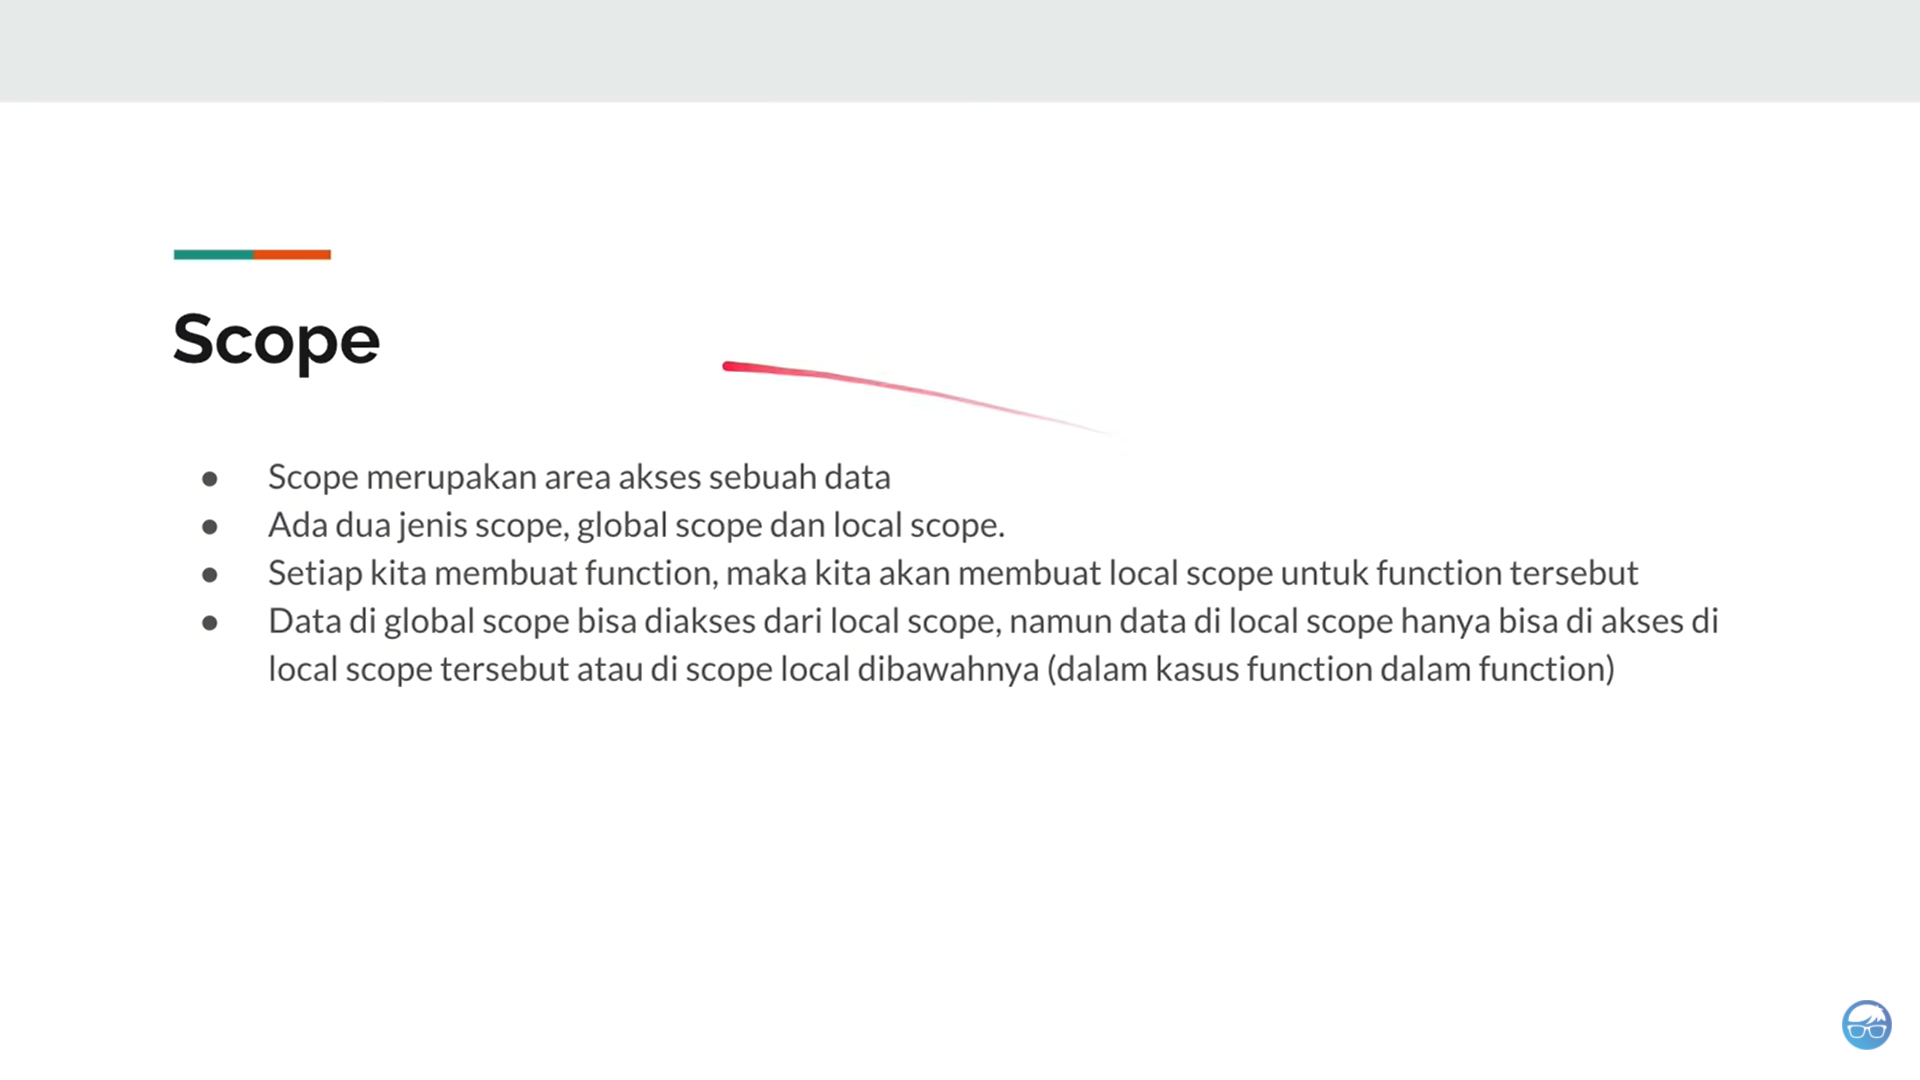 Scope
● Scope merupakan area akses sebuah data
● Ada dua jenis scope, global scope dan local scope.
● Setiap kita membuat function, maka kita akan membuat local scope untuk function tersebut
● Data di global scope bisa diakses dari local scope, namun data di local scope hanya bisa di akses di
local scope tersebut atau di scope local dibawahnya (dalam kasus function dalam function)